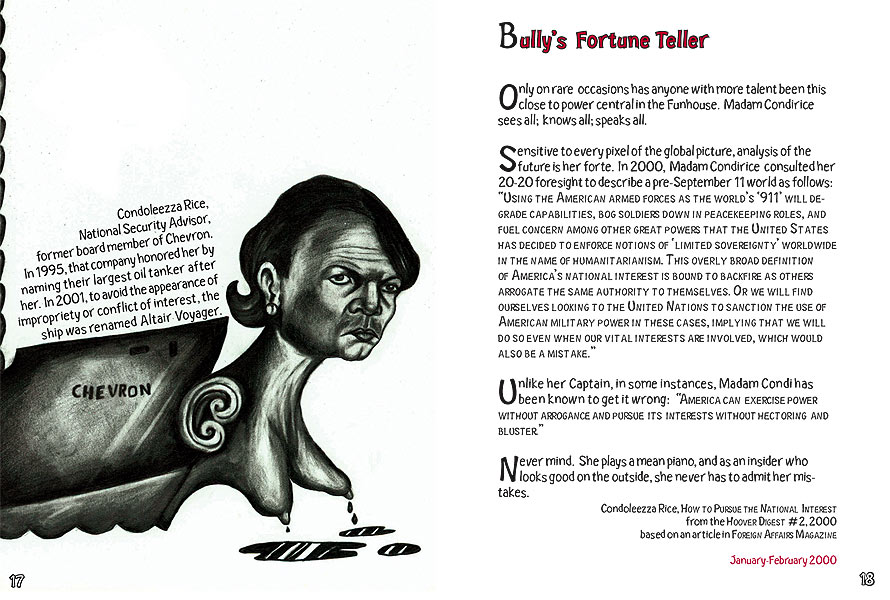 Condoleezza Rice,
National Security Advisor,
former board member of Chevron.
In 1995, that company honored her by
naming their largest oil tanker after
her. In 2001, to avoid the appearance of
impropriety or conflict of interest, the
ship was renamed Altair Voyager.
CHEVRON
17
Bully's Fortune Teller
Only on rare occasions has anyone with more talent been this
close to power central in the Funhouse. Madam Condirice
sees all; knows all; speaks all.
Sensitive to every pixel of the global picture, analysis of the
future is her forte. In 2000, Madam Condirice consulted her
20-20 foresight to describe a pre-September 11 world as follows:
"USING THE AMERICAN ARMED FORCES AS THE WORLD'S '911' WILL DE-
GRADE CAPABILITIES, BOG SOLDIERS DOWN IN PEACEKEEPING ROLES, AND
FUEL CONCERN AMONG OTHER GREAT POWERS THAT THE UNITED STATES
HAS DECIDED TO ENFORCE NOTIONS OF 'LIMITED SOVEREIGNTY' WORLDWIDE
IN THE NAME OF HUMANITARIANISM. THIS OVERLY BROAD DEFINITION
OF AMERICA'S NATIONAL INTEREST IS BOUND TO BACKFIRE AS OTHERS
ARROGATE THE SAME AUTHORITY TO THEMSELVES. OR WE WILL FIND
OURSELVES LOOKING TO THE UNITED NATIONS TO SANCTION THE USE OF
AMERICAN MILITARY POWER IN THESE CASES, IMPLYING THAT WE WILL
DO SO EVEN WHEN OUR VITAL INTERESTS ARE INVOLVED, WHICH WOULD
ALSO BE A MISTAKE."
Unlike her Captain, in some instances, Madam Condi has
been known to get it wrong: "AMERICA CAN EXERCISE POWER
WITHOUT ARROGANCE AND PURSUE ITS INTERESTS WITHOUT HECTORING AND
BLUSTER."
Never mind. She plays a mean piano, and as an insider who
looks good on the outside, she never has to admit her mis-
takes.
Condoleezza Rice, HOW TO PURSUE THE NATIONAL INTEREST
from the HOOVER DIGEST #2, 2000
based on an article in FOREIGN AFFAIRS MAGAZINE
January-February 2000
18